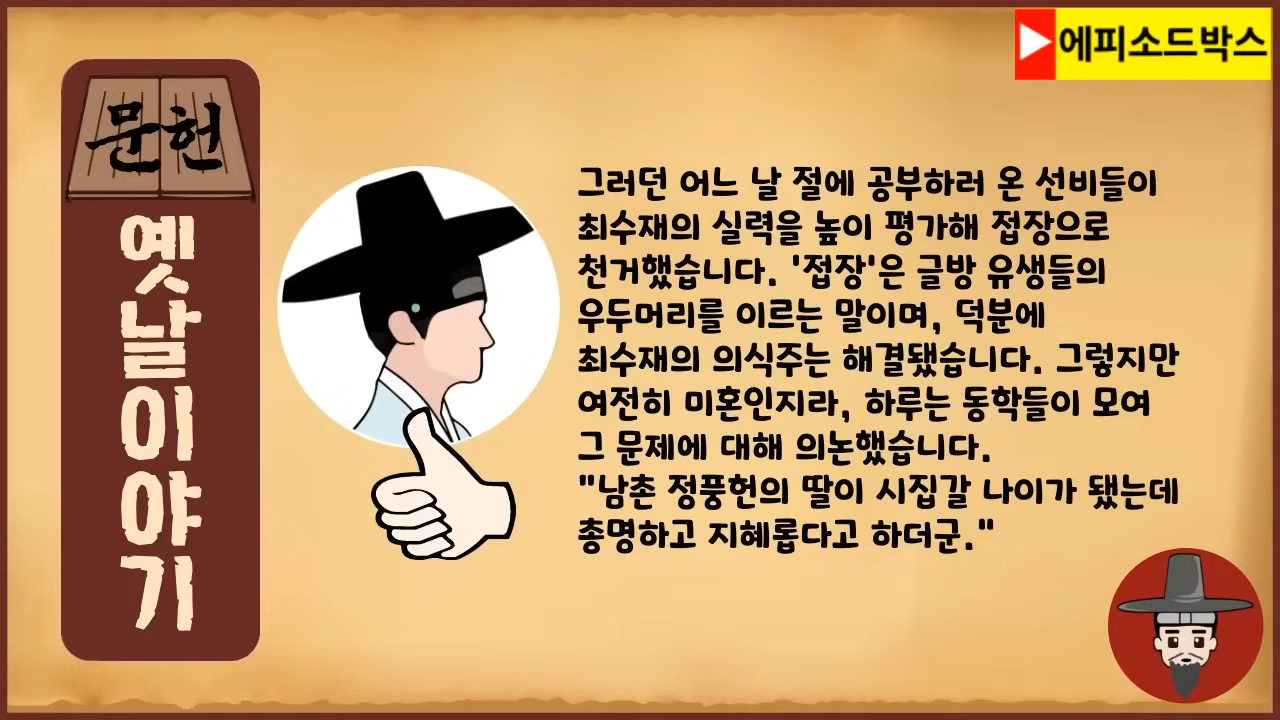 에피소드박스
문헌
옛날이야기
그러던 어느 날 절에 공부하러 온 선비들이
최수재의 실력을 높이 평가해 접장으로
천거했습니다. '접장'은 글방 유생들의
우두머리를 이르는 말이며, 덕분에
최수재의 의식주는 해결됐습니다. 그렇지만
여전히 미혼인지라, 하루는 동학들이 모여
그 문제에 대해 의논했습니다.
"남촌 정풍헌의 딸이 시집갈 나이가 됐는데
총명하고 지혜롭다고 하더군."